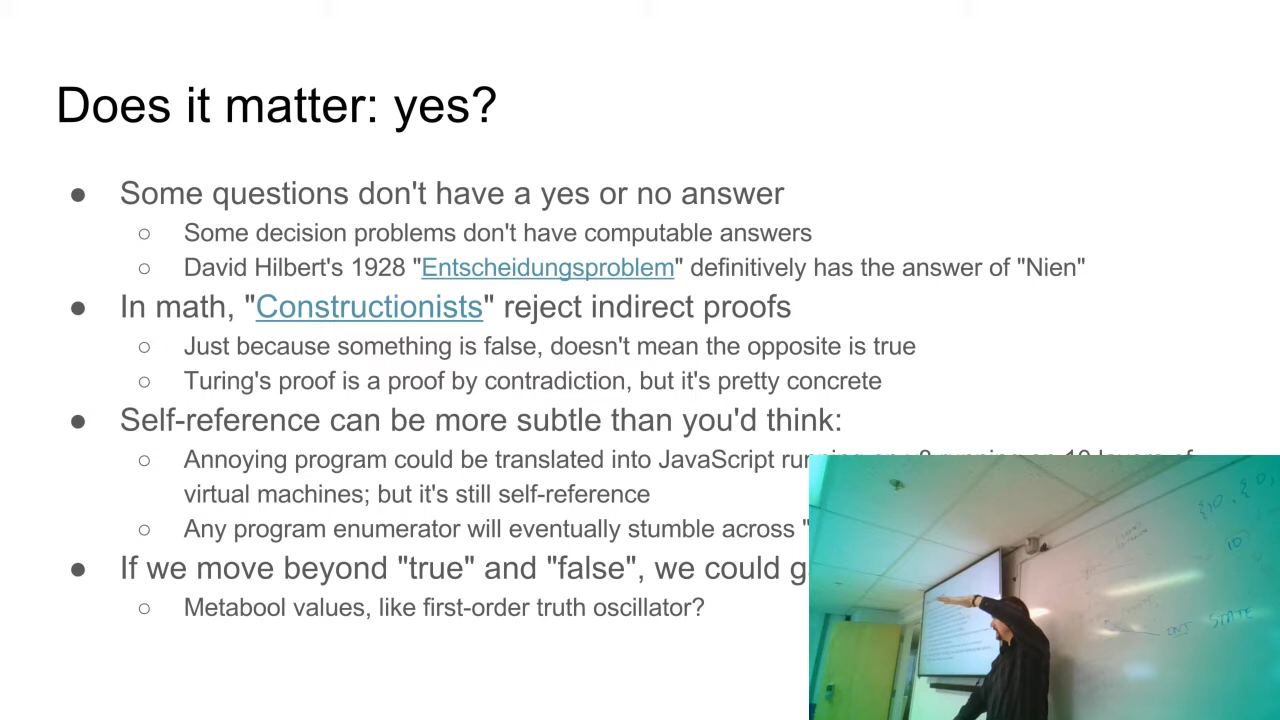 Does it matter: yes?
● Some questions don't have a yes or no answer
○ Some decision problems don't have computable answers
○ David Hilbert's 1928 "Entscheidungsproblem" definitively has the answer of "Nien"
● In math, "Constructionists" reject indirect proofs
○ Just because something is false, doesn't mean the opposite is true
○ Turing's proof is a proof by contradiction, but it's pretty concrete
● Self-reference can be more subtle than you'd think:
○ Annoying program could be translated into JavaScript
virtual machines; but it's still self-reference
○ Any program enumerator will eventually stumble across "
● If we move beyond "true" and "false", we could
○ Metabool values, like first-order truth oscillator?
10
INT STATE